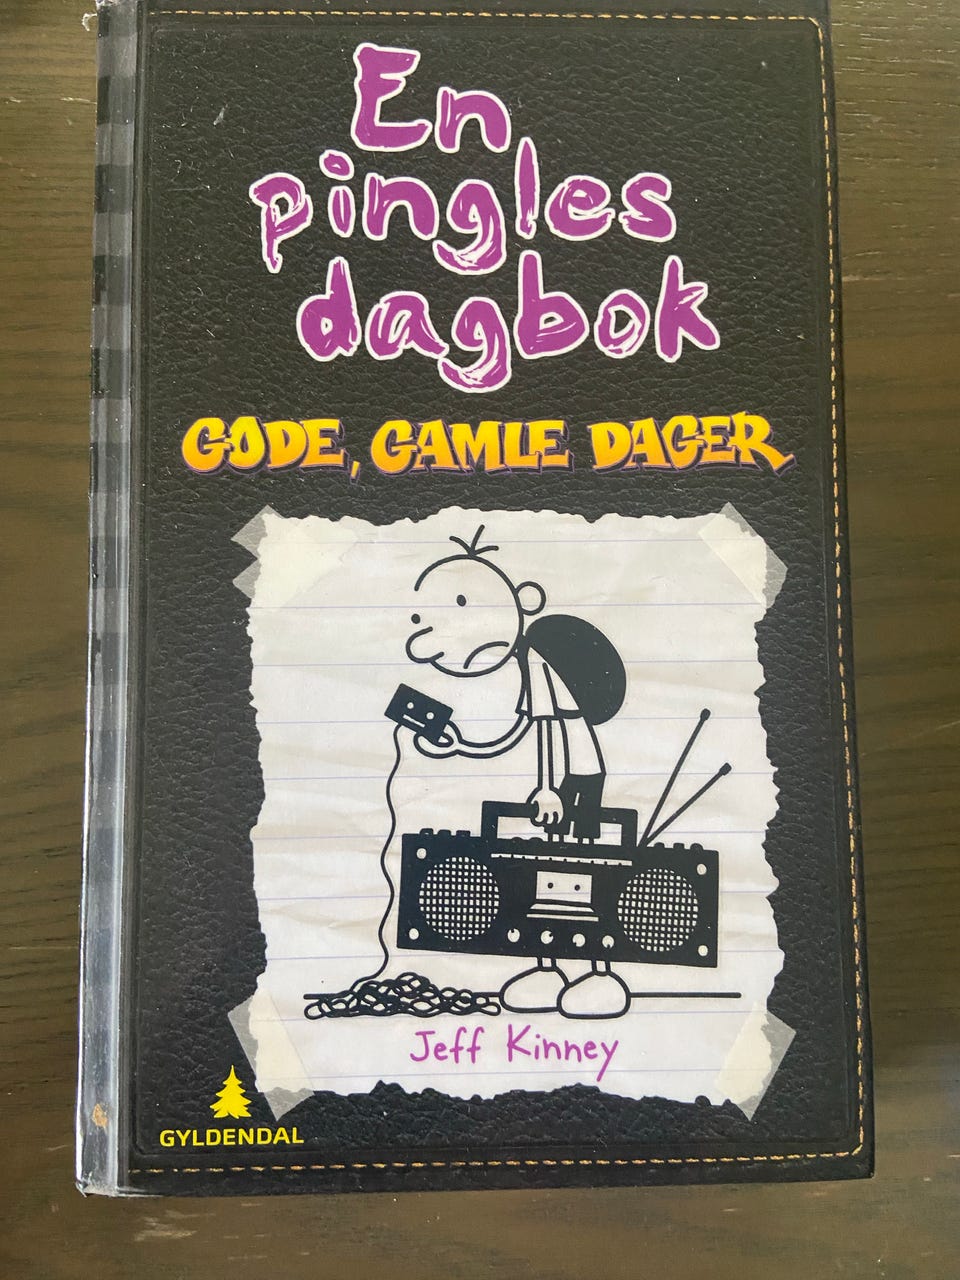 En
pingles
dagbok
GODE, GAMLE DAGER
Jeff Kinney
GYLDENDAL